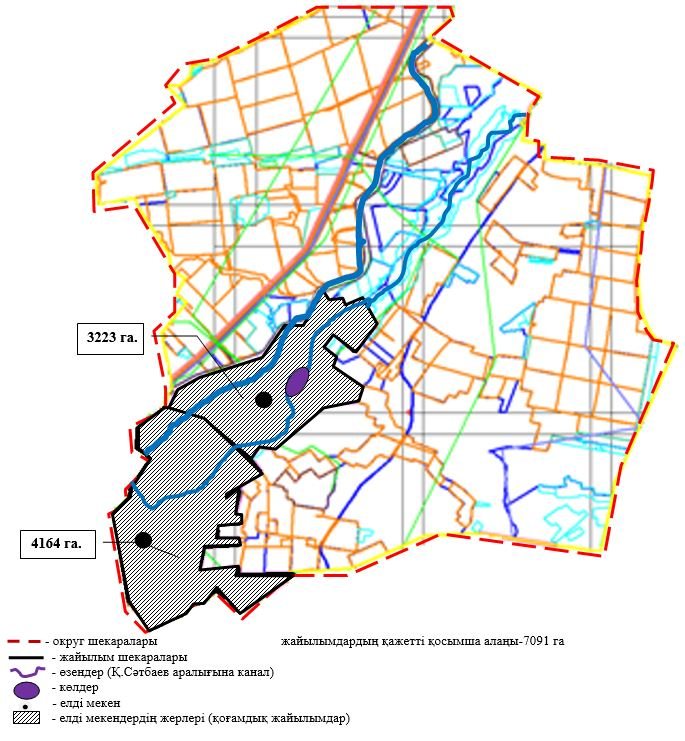 3223 га.
4164 га.
- округ шекаралары
жайылымдардың қажетті қосымша алаңы-7091 га
- жайылым шекаралары
- өзендер (Қ.Сәтбаев аралығына канал)
- көлдер
- елді мекен
- елді мекендердің жерлері (қоғамдық жайылымдар)